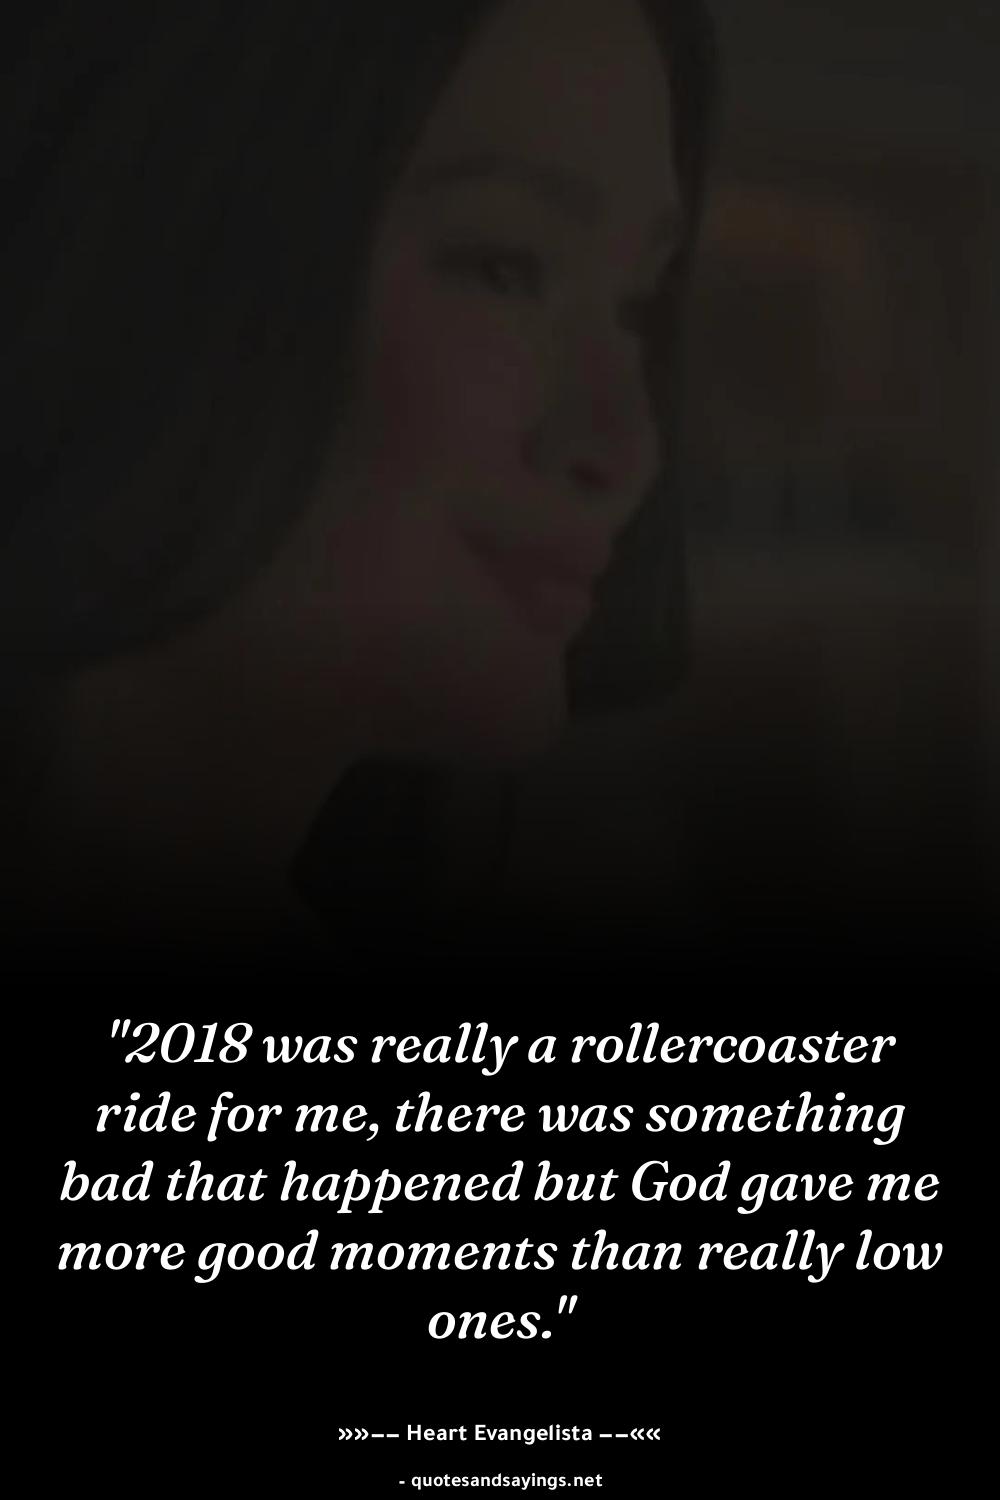 "2018 was really a rollercoaster
ride for me, there was something
bad that happened but God gave me
more good moments than really low
ones."
»»−− Heart Evangelista −−««
- quotesandsayings.net